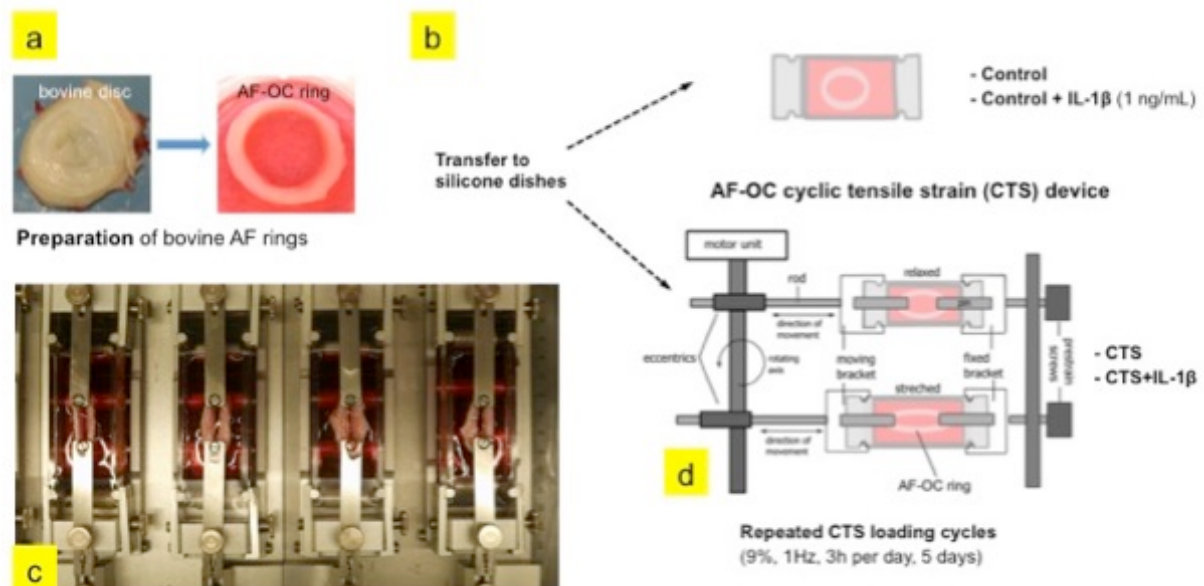 a
bovine disc
AF-OC ring
Preparation of bovine AF rings
b
Transfer to
silicone dishes
- Control
- Control + IL-1β (1 ng/mL)
AF-OC cyclic tensile strain (CTS) device
motor unit
rod
relaxed
direction of
movement
eccentrics
rotating
axis
moving
bracket
fixed
bracket
prestrain
screws
- CTS
- CTS+IL-1β
streched
direction of
movement
d
AF-OC ring
Repeated CTS loading cycles
(9%, 1Hz, 3h per day, 5 days)
c